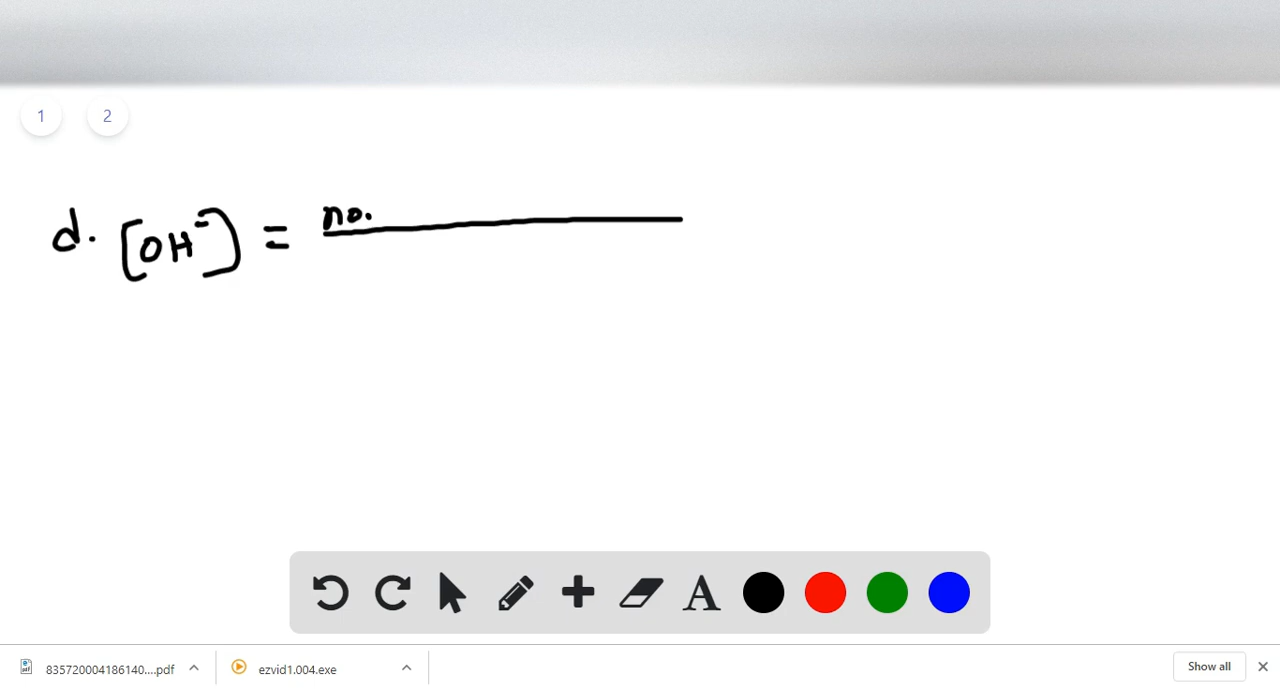 1 2
d. [OH⁻] = no.
A
835720004186140....pdf ezvid1.004.exe Show all